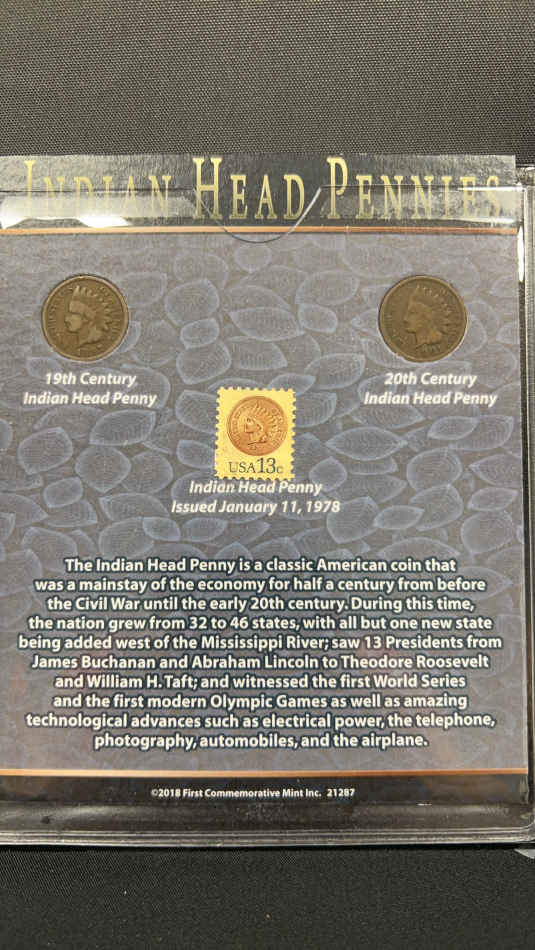 INDIAN HEAD PENNIES
19th Century
Indian Head Penny
20th Century
Indian Head Penny
USA13c
Indian Head Penny
Issued January 11, 1978
The Indian Head Penny is a classic American coin that
was a mainstay of the economy for half a century from before
the Civil War until the early 20th century. During this time,
the nation grew from 32 to 46 states, with all but one new state
being added west of the Mississippi River; saw 13 Presidents from
James Buchanan and Abraham Lincoln to Theodore Roosevelt
and William H. Taft; and witnessed the first World Series
and the first modern Olympic Games as well as amazing
technological advances such as electrical power, the telephone,
photography, automobiles, and the airplane.
©2018 First Commemorative Mint Inc. 21287